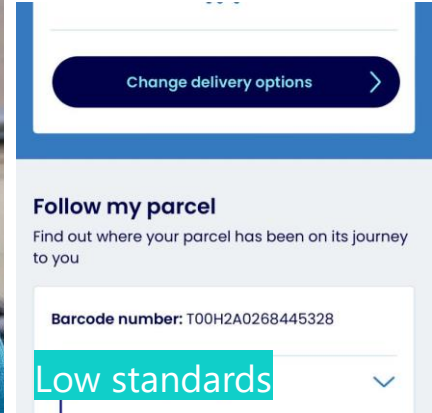 Change delivery options
Follow my parcel
Find out where your parcel has been on its journey
to you
Barcode number: T00H2A0268445328
Low standards